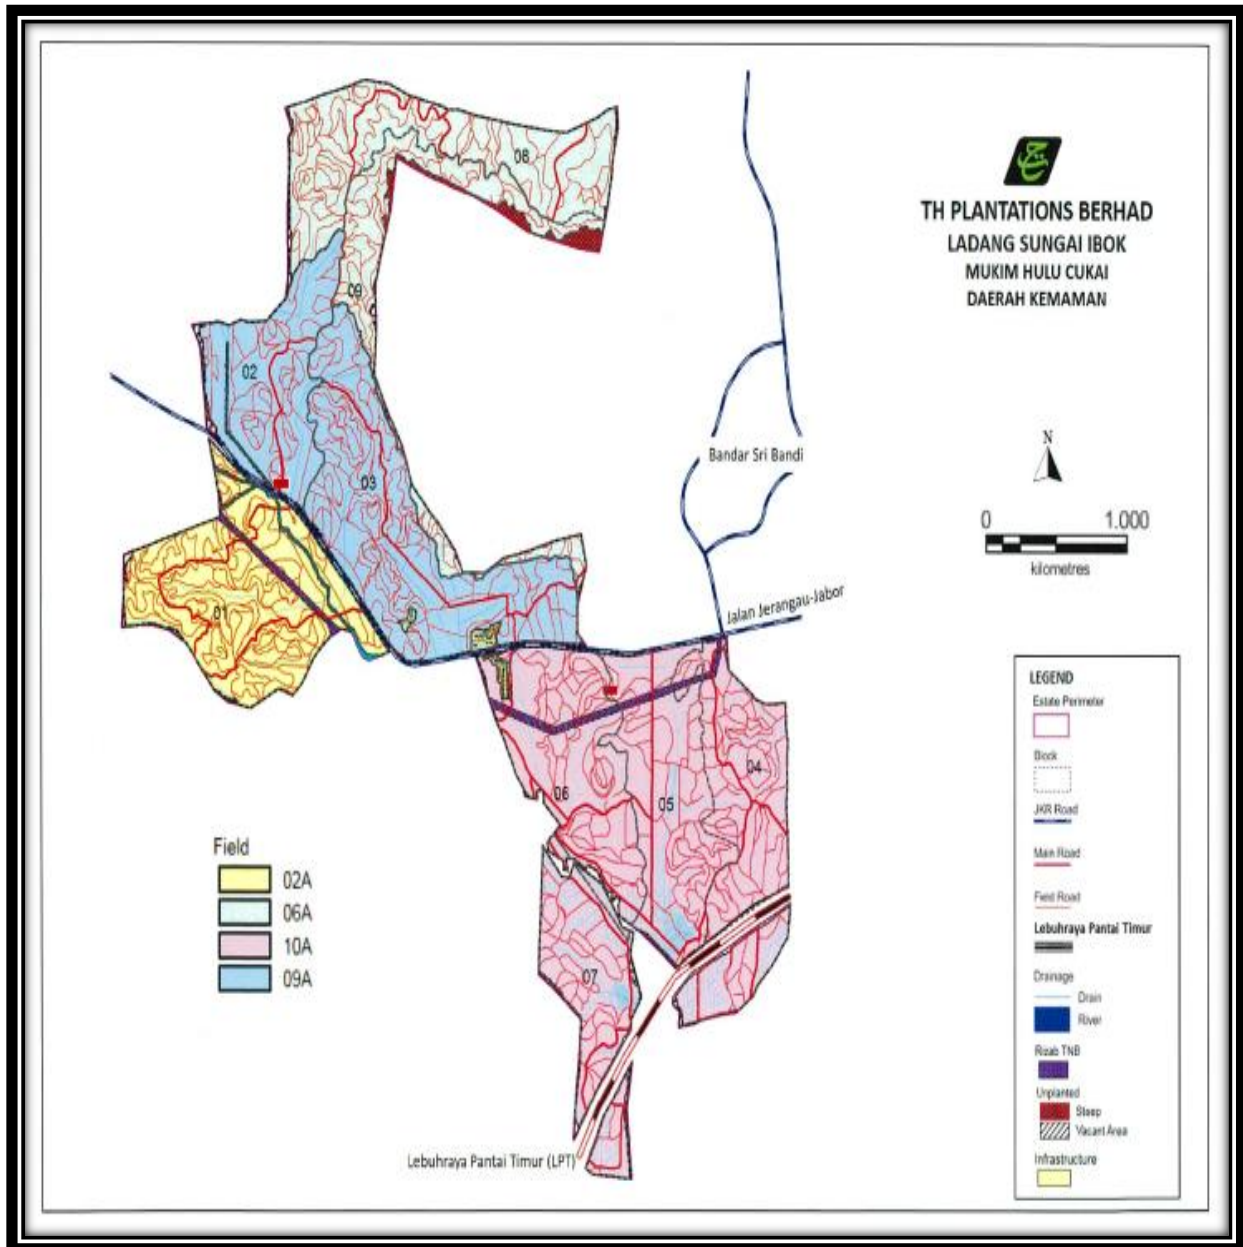 TH PLANTATIONS BERHAD
LADANG SUNGAI IBOK
MUKIM HULU CUKAI
DAERAH KEMAMAN
08
09
02
03
01
Bandar Sri Bandi
N
0 1.000
kilometres
Jalan Jerangau-Jabor
04
05
06
07
Lebuhraya Pantai Timur (LPT)
Field
02A
06A
10A
09A
LEGEND
Estate Perimeter
Block
JKR Road
Main Road
Field Road
Lebuhraya Pantai Timur
Drainage
Drain
River
Rizab TNB
Unplanted
Steep
Vacant Area
Infrastructure